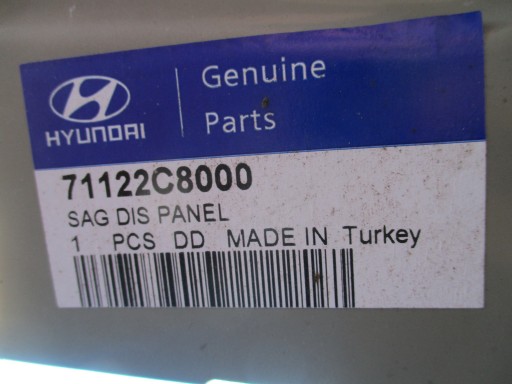 HYUNDAI
Genuine
Parts
71122C8000
SAG DIS PANEL
1 PCS DD MADE IN Turkey